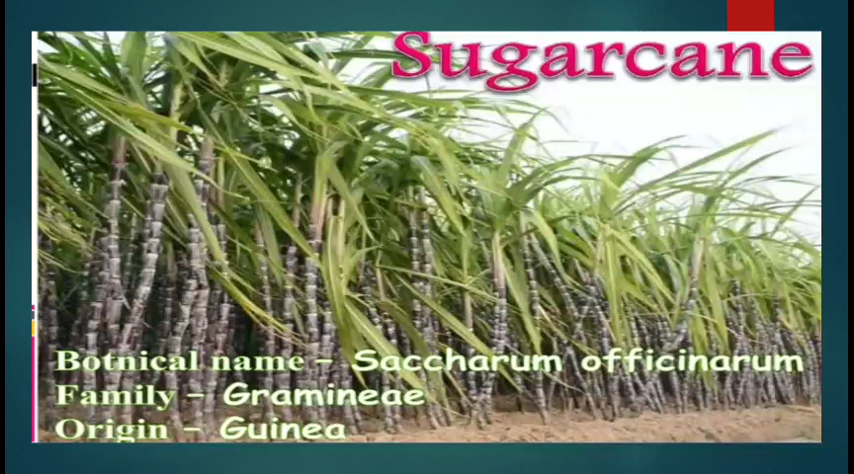 Sugarcane
Botnical name – Saccharum officinarum
Family – Gramineae
Origin – Guinea